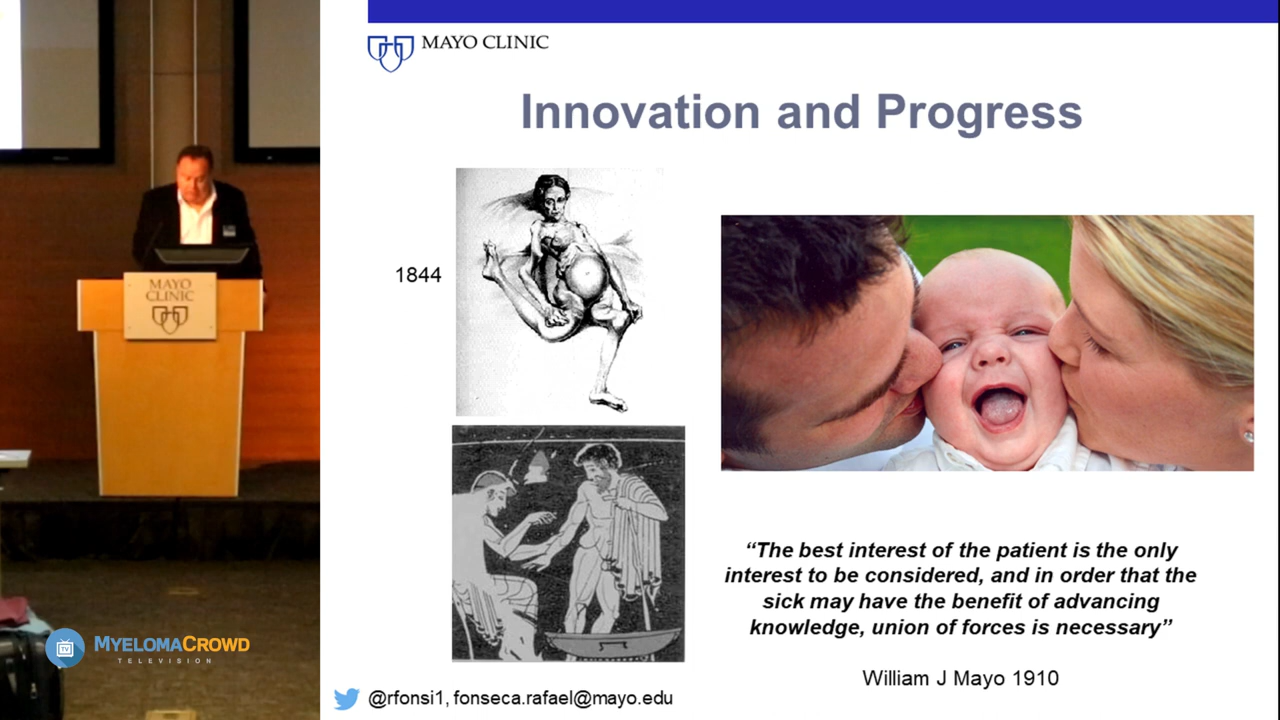 MAYO CLINIC
Innovation and Progress
1844
“The best interest of the patient is the only
interest to be considered, and in order that the
sick may have the benefit of advancing
knowledge, union of forces is necessary”
William J Mayo 1910
@rfonsi1, fonseca.rafael@mayo.edu
MAYO
CLINIC
TV
MYELOMACROWD
TELEVISION